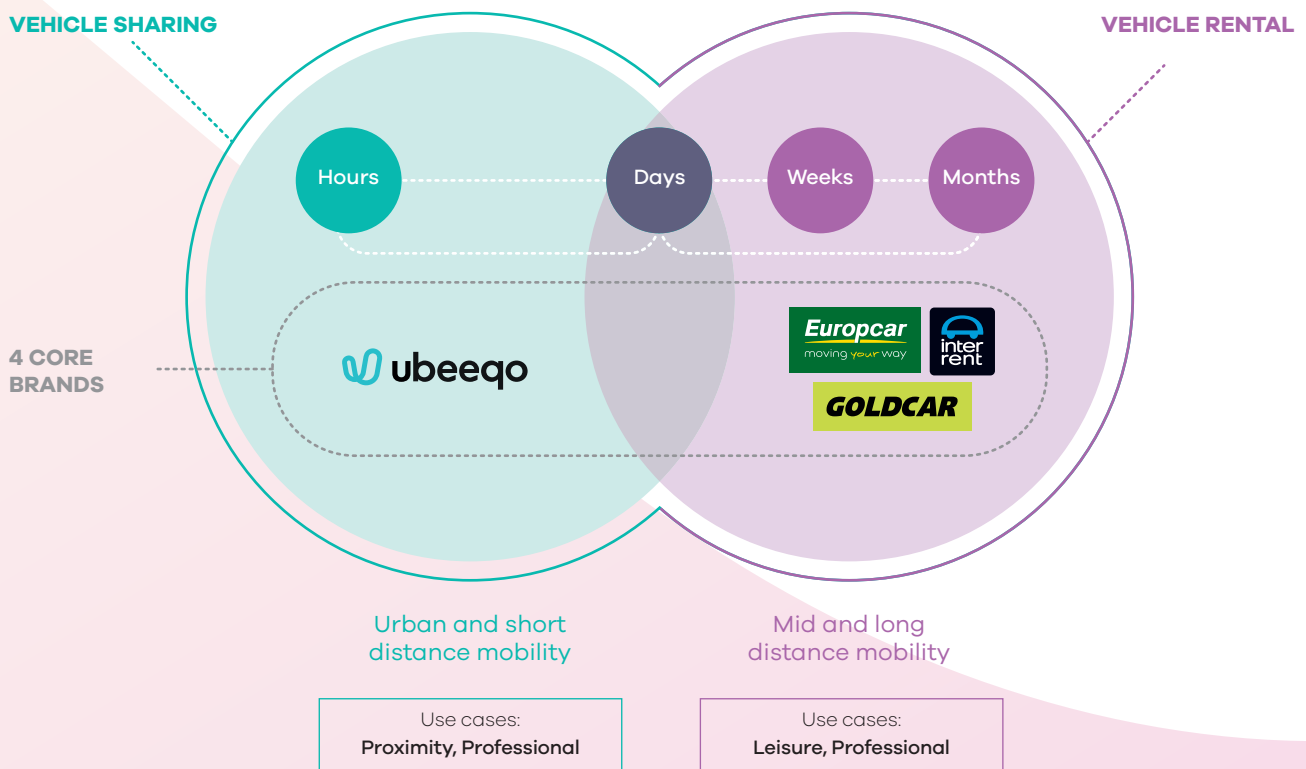 VEHICLE SHARING
VEHICLE RENTAL
Hours
Days
Weeks
Months
4 CORE
BRANDS
ubeeqo
Europcar
moving your way
inter
rent
GOLDCAR
Urban and short
distance mobility
Mid and long
distance mobility
Use cases:
Proximity, Professional
Use cases:
Leisure, Professional